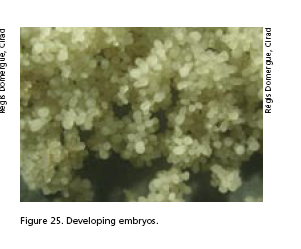 Régis Domergue, Cirad
Régis Domergue, Cirad
Figure 25. Developing embryos.